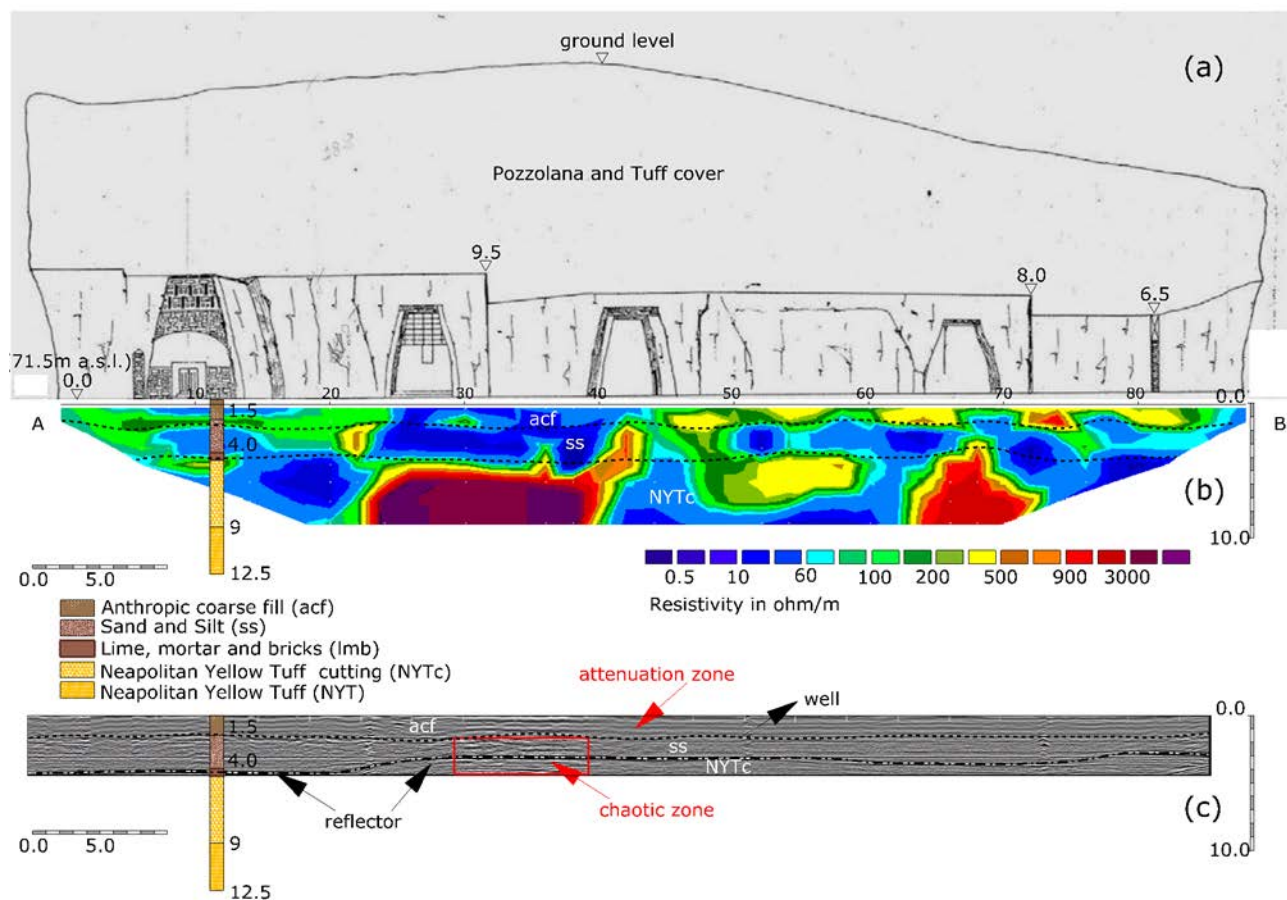 ground level
(a)
Pozzolana and Tuff cover
9.5
8.0
6.5
(71.5m a.s.l.)
0.0
10 20 30 40 50 60 70 80 0.0
A
1.5
acf
B
4.0
ss
NYTc
(b)
9
10.0
12.5
0.0 5.0
0.5 10 60 100 200 500 900 3000
Resistivity in ohm/m
Anthropic coarse fill (acf)
Sand and Silt (ss)
Lime, mortar and bricks (lmb)
Neapolitan Yellow Tuff cutting (NYTc)
Neapolitan Yellow Tuff (NYT)
attenuation zone
well
0.0
1.5
acf
ss
4.0
NYTc
reflector
chaotic zone
(c)
0.0 5.0
9
10.0
12.5